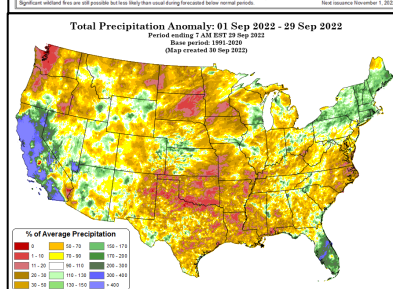 Significant wildland fires are still possible but less likely than usual during forecasted below normal periods.
Next issuance November 1, 202
Total Precipitation Anomaly: 01 Sep 2022 - 29 Sep 2022
Period ending 7 AM EST 29 Sep 2022
Base period: 1991-2020
(Map created 30 Sep 2022)
% of Average Precipitation
0 50 - 70 150 - 170
1 - 10 70 - 90 170 - 200
11 - 20 90 - 110 200 - 300
20 - 30 110 - 130 300 - 400
30 - 50 130 - 150 > 400